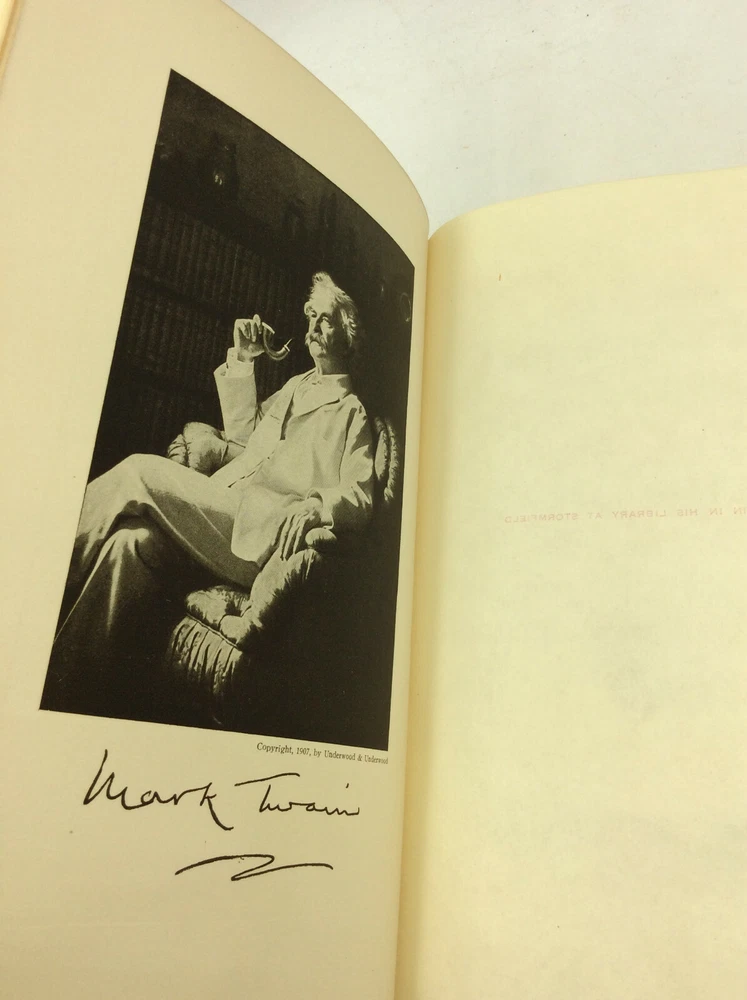 Copyright, 1907, by Underwood & Underwood
Mark Twain
IN HIS LIBRARY AT STORMFIELD